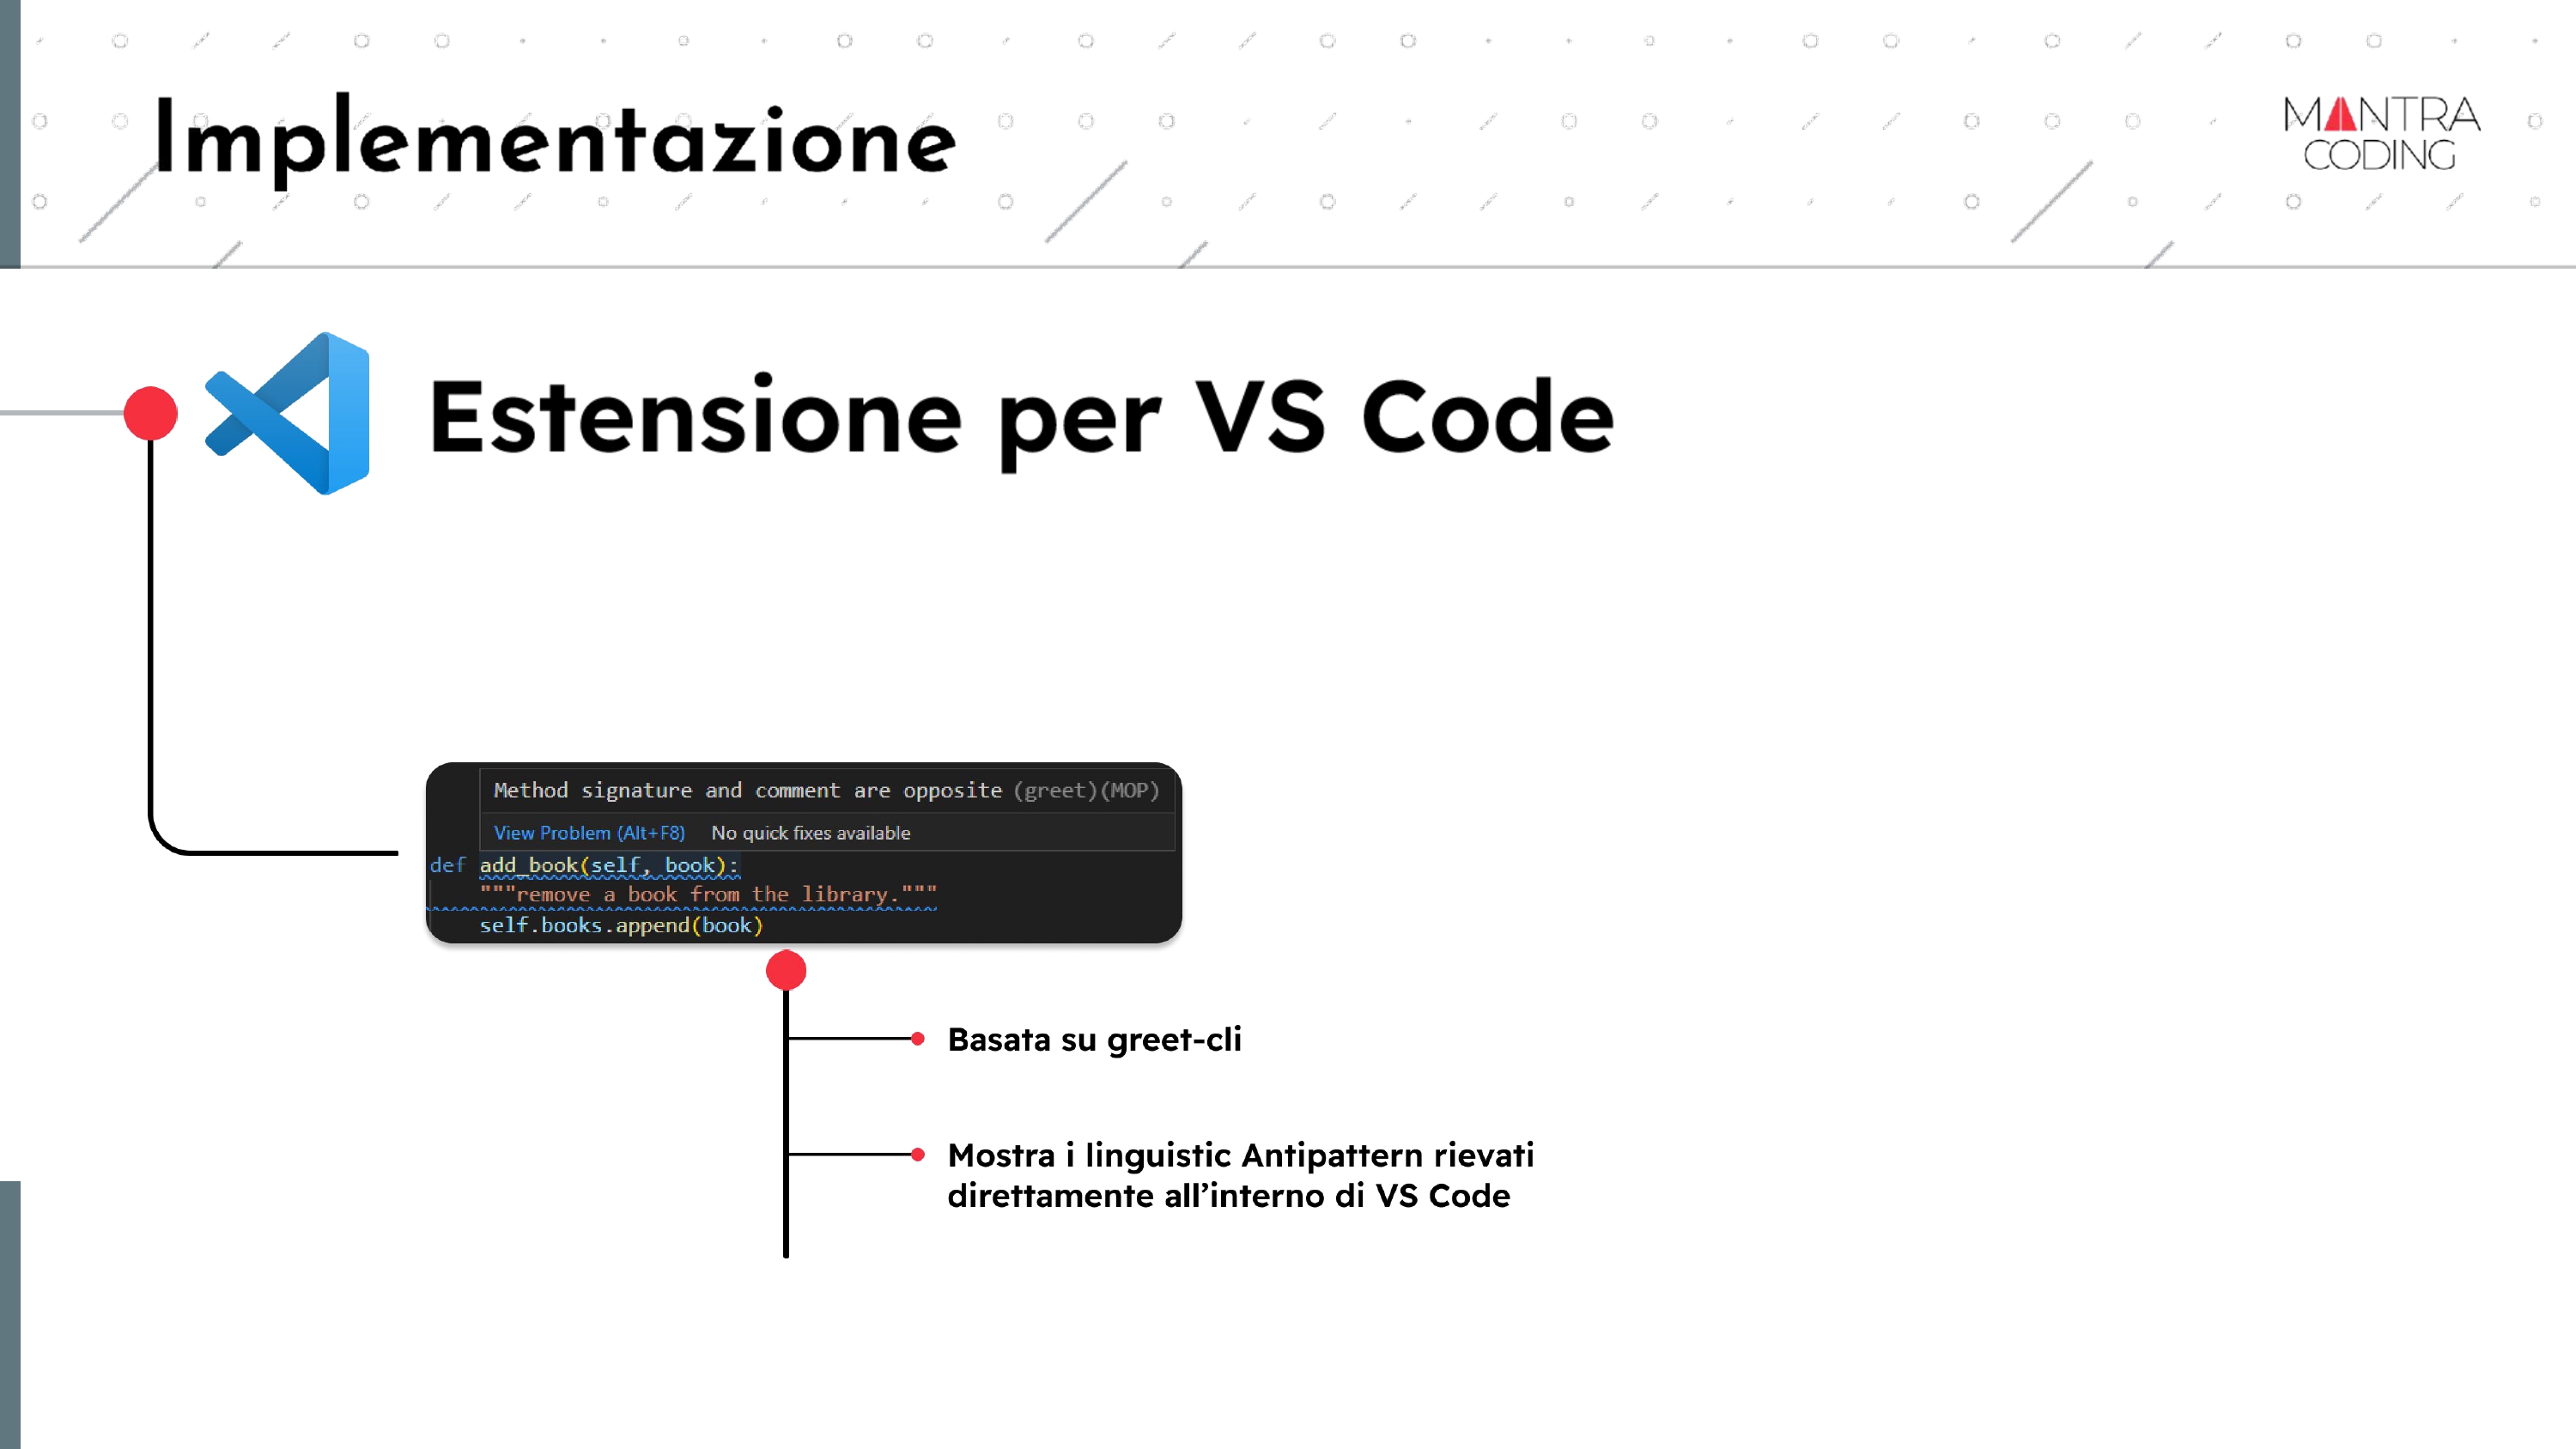 Implementazione
MANTRA
CODING
Estensione per VS Code
Method signature and comment are opposite (greet)(MOP)
View Problem (Alt+F8) No quick fixes available
def add_book(self, book):
"""remove a book from the library."""
self.books.append(book)
Basata su greet-cli
Mostra i linguistic Antipattern rievati
direttamente all’interno di VS Code